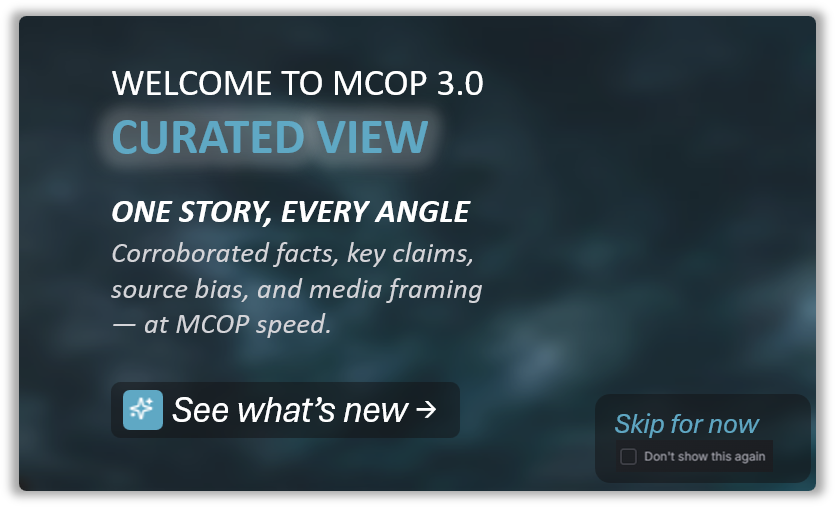 WELCOME TO MCOP 3.0
CURATED VIEW
ONE STORY, EVERY ANGLE
Corroborated facts, key claims,
source bias, and media framing
— at MCOP speed.
See what’s new →
Skip for now
Don't show this again